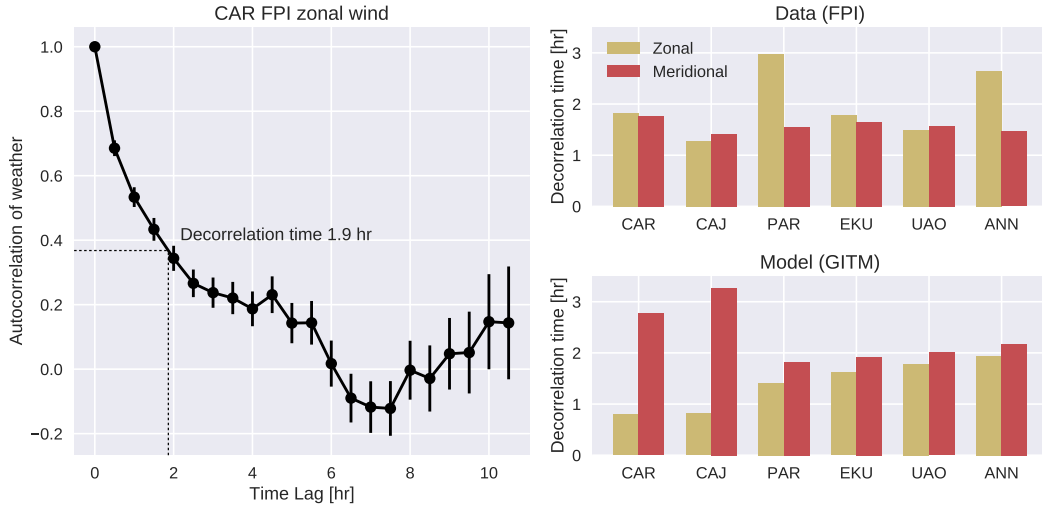 CAR FPI zonal wind
Autocorrelation of weather
1.0
0.8
0.6
0.4
0.2
0.0
−0.2
Decorrelation time 1.9 hr
0 2 4 6 8 10
Time Lag [hr]
Data (FPI)
Decorrelation time [hr]
3
2
1
0
Zonal
Meridional
CAR CAJ PAR EKU UAO ANN
Model (GITM)
Decorrelation time [hr]
3
2
1
0
CAR CAJ PAR EKU UAO ANN